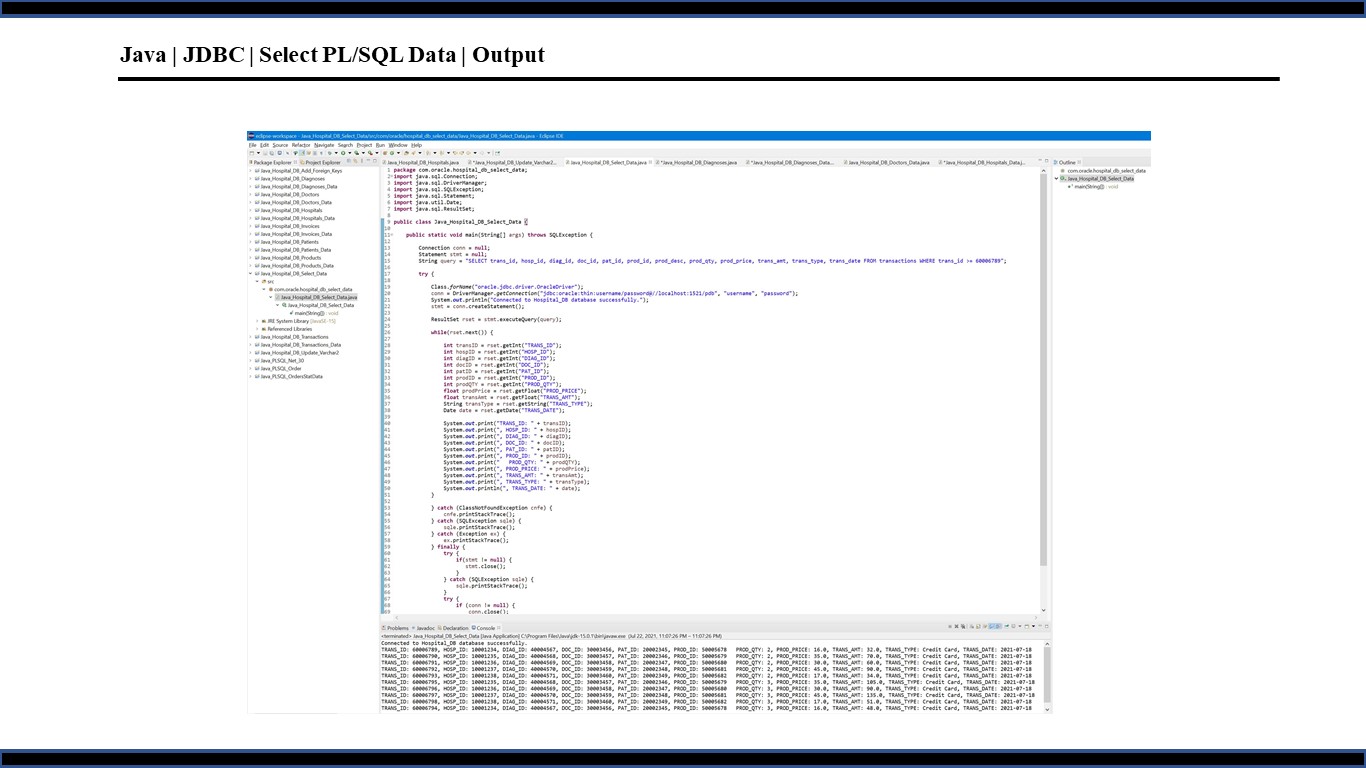 Java | JDBC | Select PL/SQL Data | Output
eclipse-workspace - Java_Hospital_DB_Select_Data/src/com/oracle/hospital_db_select_data/Java_Hospital_DB_Select_Data.java - Eclipse IDE
File Edit Source Refactor Navigate Search Project Run Window Help
Package Explorer Project Explorer
Java_Hospital_DB_Add_Foreign_Keys
Java_Hospital_DB_Diagnoses
Java_Hospital_DB_Diagnoses_Data
Java_Hospital_DB_Doctors
Java_Hospital_DB_Doctors_Data
Java_Hospital_DB_Hospitals
Java_Hospital_DB_Hospitals_Data
Java_Hospital_DB_Invoices
Java_Hospital_DB_Invoices_Data
Java_Hospital_DB_Patients
Java_Hospital_DB_Patients_Data
Java_Hospital_DB_Products
Java_Hospital_DB_Products_Data
Java_Hospital_DB_Select_Data
src
com.oracle.hospital_db_select_data
Java_Hospital_DB_Select_Data.java
Java_Hospital_DB_Select_Data
main(String[]) : void
JRE System Library [JavaSE-15]
Referenced Libraries
Java_Hospital_DB_Transactions
Java_Hospital_DB_Transactions_Data
Java_Hospital_DB_Update_Varchar2
Java_PLSQL_Net_30
Java_PLSQL_Order
Java_PLSQL_OrdersStatData
Java_Hospital_DB_Hospitals.java *Java_Hospital_DB_Update_Varchar2... Java_Hospital_DB_Select_Data.java *Java_Hospital_DB_Diagnoses.java *Java_Hospital_DB_Diagnoses_Data... Java_Hospital_DB_Doctors_Data.java *Java_Hospital_DB_Hospitals_Data.j...
1 package com.oracle.hospital_db_select_data;
2 import java.sql.Connection;
3 import java.sql.DriverManager;
4 import java.sql.SQLException;
5 import java.sql.Statement;
6 import java.util.Date;
7 import java.sql.ResultSet;
8
9 public class Java_Hospital_DB_Select_Data {
10
11 public static void main(String[] args) throws SQLException {
12
13 Connection conn = null;
14 Statement stmt = null;
15 String query = "SELECT trans_id, hosp_id, diag_id, doc_id, pat_id, prod_id, prod_desc, prod_qty, prod_price, trans_amt, trans_type, trans_date FROM transactions WHERE trans_id >= 60006789";
16
17 try {
18
19 Class.forName("oracle.jdbc.driver.OracleDriver");
20 conn = DriverManager.getConnection("jdbc:oracle:thin:username/password@//localhost:1521/pdb", "username", "password");
21 System.out.println("Connected to Hospital_DB database successfully.");
22 stmt = conn.createStatement();
23
24 ResultSet rset = stmt.executeQuery(query);
25
26 while(rset.next()) {
27
28 int transID = rset.getInt("TRANS_ID");
29 int hospID = rset.getInt("HOSP_ID");
30 int diagID = rset.getInt("DIAG_ID");
31 int docID = rset.getInt("DOC_ID");
32 int patID = rset.getInt("PAT_ID");
33 int prodID = rset.getInt("PROD_ID");
34 int prodQTY = rset.getInt("PROD_QTY");
35 float prodPrice = rset.getFloat("PROD_PRICE");
36 float transAmt = rset.getFloat("TRANS_AMT");
37 String transType = rset.getString("TRANS_TYPE");
38 Date date = rset.getDate("TRANS_DATE");
39
40 System.out.print("TRANS_ID: " + transID);
41 System.out.print(", HOSP_ID: " + hospID);
42 System.out.print(", DIAG_ID: " + diagID);
43 System.out.print(", DOC_ID: " + docID);
44 System.out.print(", PAT_ID: " + patID);
45 System.out.print(", PROD_ID: " + prodID);
46 System.out.print(" PROD_QTY: " + prodQTY);
47 System.out.print(", PROD_PRICE: " + prodPrice);
48 System.out.print(", TRANS_AMT: " + transAmt);
49 System.out.print(", TRANS_TYPE: " + transType);
50 System.out.println(", TRANS_DATE: " + date);
51 }
52
53 } catch (ClassNotFoundException cnfe) {
54 cnfe.printStackTrace();
55 } catch (SQLException sqle) {
56 sqle.printStackTrace();
57 } catch (Exception ex) {
58 ex.printStackTrace();
59 } finally {
60 try {
61 if(stmt != null) {
62 stmt.close();
63 }
64 } catch (SQLException sqle) {
65 sqle.printStackTrace();
66 }
67 try {
68 if (conn != null) {
69 conn.close();
Outline
com.oracle.hospital_db_select_data
Java_Hospital_DB_Select_Data
main(String[]) : void
Problems Javadoc Declaration Console
<terminated> Java_Hospital_DB_Select_Data [Java Application] C:\Program Files\Java\jdk-15.0.1\bin\javaw.exe (Jul 22, 2021, 11:07:26 PM – 11:07:26 PM)
Connected to Hospital_DB database successfully.
TRANS_ID: 60006789, HOSP_ID: 10001234, DIAG_ID: 40004567, DOC_ID: 30003456, PAT_ID: 20002345, PROD_ID: 50005678 PROD_QTY: 2, PROD_PRICE: 16.0, TRANS_AMT: 32.0, TRANS_TYPE: Credit Card, TRANS_DATE: 2021-07-18
TRANS_ID: 60006790, HOSP_ID: 10001235, DIAG_ID: 40004568, DOC_ID: 30003457, PAT_ID: 20002346, PROD_ID: 50005679 PROD_QTY: 2, PROD_PRICE: 35.0, TRANS_AMT: 70.0, TRANS_TYPE: Credit Card, TRANS_DATE: 2021-07-18
TRANS_ID: 60006791, HOSP_ID: 10001236, DIAG_ID: 40004569, DOC_ID: 30003458, PAT_ID: 20002347, PROD_ID: 50005680 PROD_QTY: 2, PROD_PRICE: 30.0, TRANS_AMT: 60.0, TRANS_TYPE: Credit Card, TRANS_DATE: 2021-07-18
TRANS_ID: 60006792, HOSP_ID: 10001237, DIAG_ID: 40004570, DOC_ID: 30003459, PAT_ID: 20002348, PROD_ID: 50005681 PROD_QTY: 2, PROD_PRICE: 45.0, TRANS_AMT: 90.0, TRANS_TYPE: Credit Card, TRANS_DATE: 2021-07-18
TRANS_ID: 60006793, HOSP_ID: 10001238, DIAG_ID: 40004571, DOC_ID: 30003460, PAT_ID: 20002349, PROD_ID: 50005682 PROD_QTY: 2, PROD_PRICE: 17.0, TRANS_AMT: 34.0, TRANS_TYPE: Credit Card, TRANS_DATE: 2021-07-18
TRANS_ID: 60006795, HOSP_ID: 10001235, DIAG_ID: 40004568, DOC_ID: 30003457, PAT_ID: 20002346, PROD_ID: 50005679 PROD_QTY: 3, PROD_PRICE: 35.0, TRANS_AMT: 105.0, TRANS_TYPE: Credit Card, TRANS_DATE: 2021-07-18
TRANS_ID: 60006796, HOSP_ID: 10001236, DIAG_ID: 40004569, DOC_ID: 30003458, PAT_ID: 20002347, PROD_ID: 50005680 PROD_QTY: 3, PROD_PRICE: 30.0, TRANS_AMT: 90.0, TRANS_TYPE: Credit Card, TRANS_DATE: 2021-07-18
TRANS_ID: 60006797, HOSP_ID: 10001237, DIAG_ID: 40004570, DOC_ID: 30003459, PAT_ID: 20002348, PROD_ID: 50005681 PROD_QTY: 3, PROD_PRICE: 45.0, TRANS_AMT: 135.0, TRANS_TYPE: Credit Card, TRANS_DATE: 2021-07-18
TRANS_ID: 60006798, HOSP_ID: 10001238, DIAG_ID: 40004571, DOC_ID: 30003460, PAT_ID: 20002349, PROD_ID: 50005682 PROD_QTY: 3, PROD_PRICE: 17.0, TRANS_AMT: 51.0, TRANS_TYPE: Credit Card, TRANS_DATE: 2021-07-18
TRANS_ID: 60006794, HOSP_ID: 10001234, DIAG_ID: 40004567, DOC_ID: 30003456, PAT_ID: 20002345, PROD_ID: 50005678 PROD_QTY: 3, PROD_PRICE: 16.0, TRANS_AMT: 48.0, TRANS_TYPE: Credit Card, TRANS_DATE: 2021-07-18